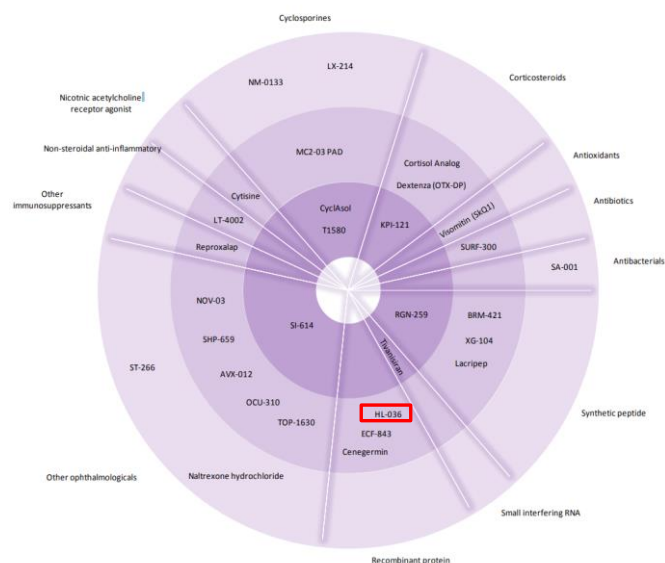 Cyclosporines
LX-214
NM-0133
Corticosteroids
Nicotnic acetylcholine
receptor agonist
Non-steroidal anti-inflammatory
MC2-03 PAD
Cortisol Analog
Antioxidants
Other
immunosuppressants
Cytisine
Dextenza (OTX-DP)
Antibiotics
LT-4002
CyclAsol
KPI-121
Visomitin (SkQ1)
T1580
Reproxalap
SURF-300
Antibacterials
SA-001
NOV-03
SI-614
RGN-259
BRM-421
SHP-659
XG-104
Tivanisiran
ST-266
Lacripep
AVX-012
OCU-310
HL-036
TOP-1630
Synthetic peptide
ECF-843
Cenegermin
Other ophthalmologicals
Naltrexone hydrochloride
Small interfering RNA
Recombinant protein